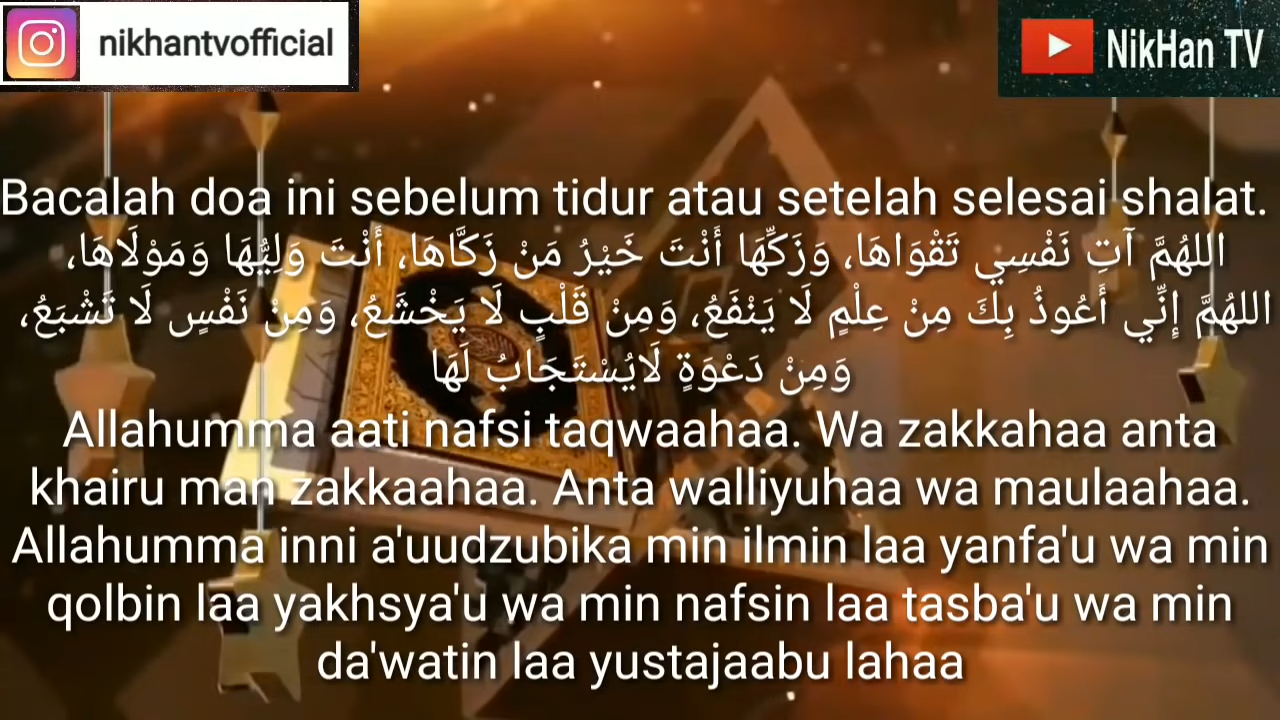 nikhantvofficial
NikHan TV
Bacalah doa ini sebelum tidur atau setelah selesai shalat.
اللهُمَّ آتِ نَفْسِي تَقْوَاهَا، وَزَكِّهَا أَنْتَ خَيْرُ مَنْ زَكَّاهَا، أَنْتَ وَلِيُّهَا وَمَوْلَاهَا،
اللهُمَّ إِنِّي أَعُوذُ بِكَ مِنْ عِلْمٍ لَا يَنْفَعُ، وَمِنْ قَلْبٍ لَا يَخْشَعُ، وَمِنْ نَفْسٍ لَا تَشْبَعُ،
وَمِنْ دَعْوَةٍ لَايُسْتَجَابُ لَهَا
Allahumma aati nafsi taqwaahaa. Wa zakkahaa anta
khairu man zakkaahaa. Anta walliyuhaa wa maulaahaa.
Allahumma inni a'uudzubika min ilmin laa yanfa'u wa min
qolbin laa yakhsya'u wa min nafsin laa tasba'u wa min
da'watin laa yustajaabu lahaa